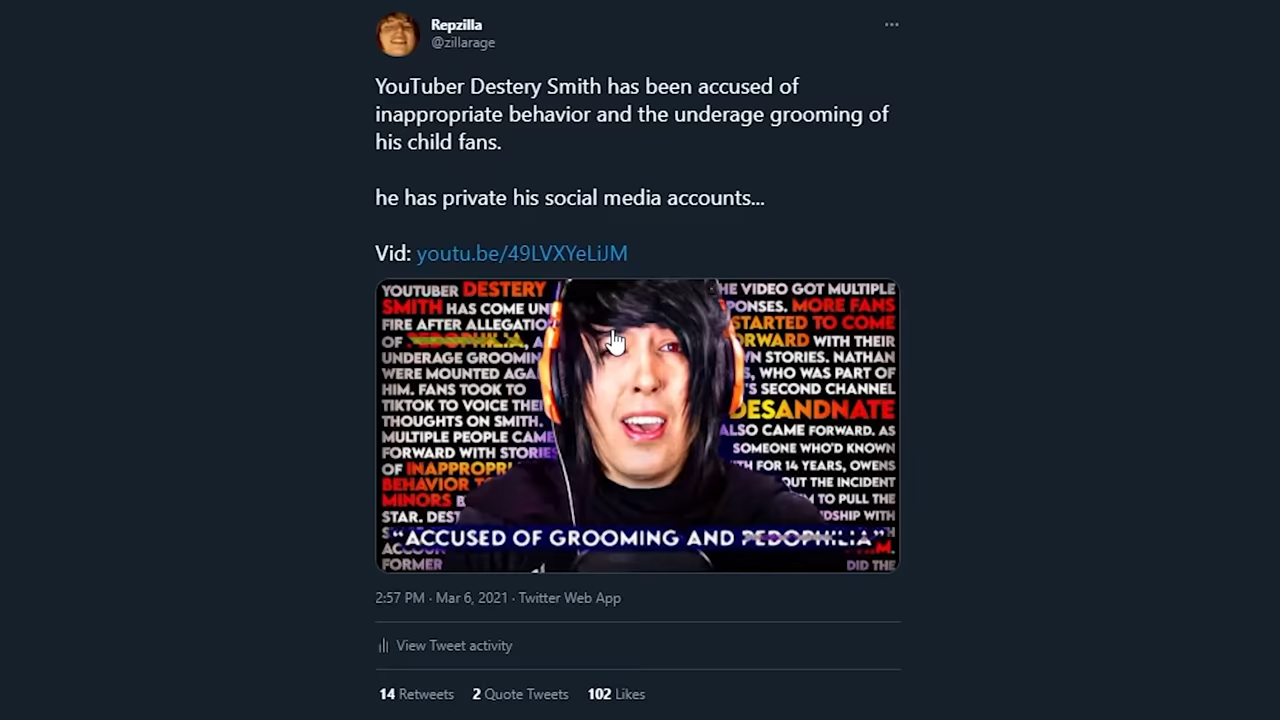 Repzilla
@zillarage
YouTuber Destery Smith has been accused of
inappropriate behavior and the underage grooming of
his child fans.
he has private his social media accounts...
Vid: youtu.be/49LVXYeLiJM
YOUTUBER DESTERY
SMITH HAS COME
FIRE AFTER
OF PEDOPHILIA,
UNDERAGE
WERE MOUNTED
HIM. FANS TOOK TO
TIKTOK TO VOICE
THOUGHTS ON SMITH.
MULTIPLE PEOPLE CAME
FORWARD WITH STORIES
OF
BEHAVIOR
MINORS
STAR.
FORMER
VIDEO GOT MULTIPLE
MORE FANS
STARTED TO COME
WITH THEIR
STORIES. NATHAN
WHO WAS PART OF
SECOND CHANNEL
DESANDNATE
ALSO CAME FORWARD. AS
SOMEONE WHO'D KNOWN
FOR 14 YEARS, OWENS
THE INCIDENT
TO PULL THE
WITH
DID THE
"ACCUSED OF GROOMING AND PEDOPHILIA"
2:57 PM · Mar 6, 2021 · Twitter Web App
View Tweet activity
14 Retweets 2 Quote Tweets 102 Likes